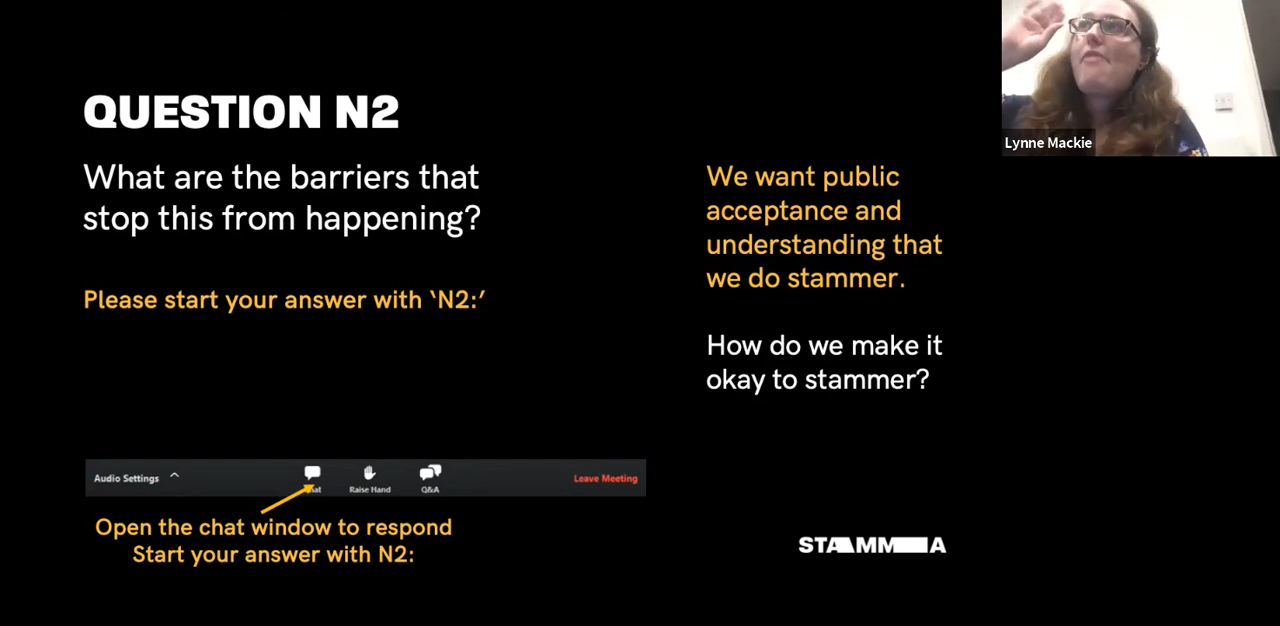 QUESTION N2
What are the barriers that
stop this from happening?
Please start your answer with ‘N2:’
We want public
acceptance and
understanding that
we do stammer.
How do we make it
okay to stammer?
Lynne Mackie
Audio Settings
Raise Hand
Q&A
Leave Meeting
Open the chat window to respond
Start your answer with N2: